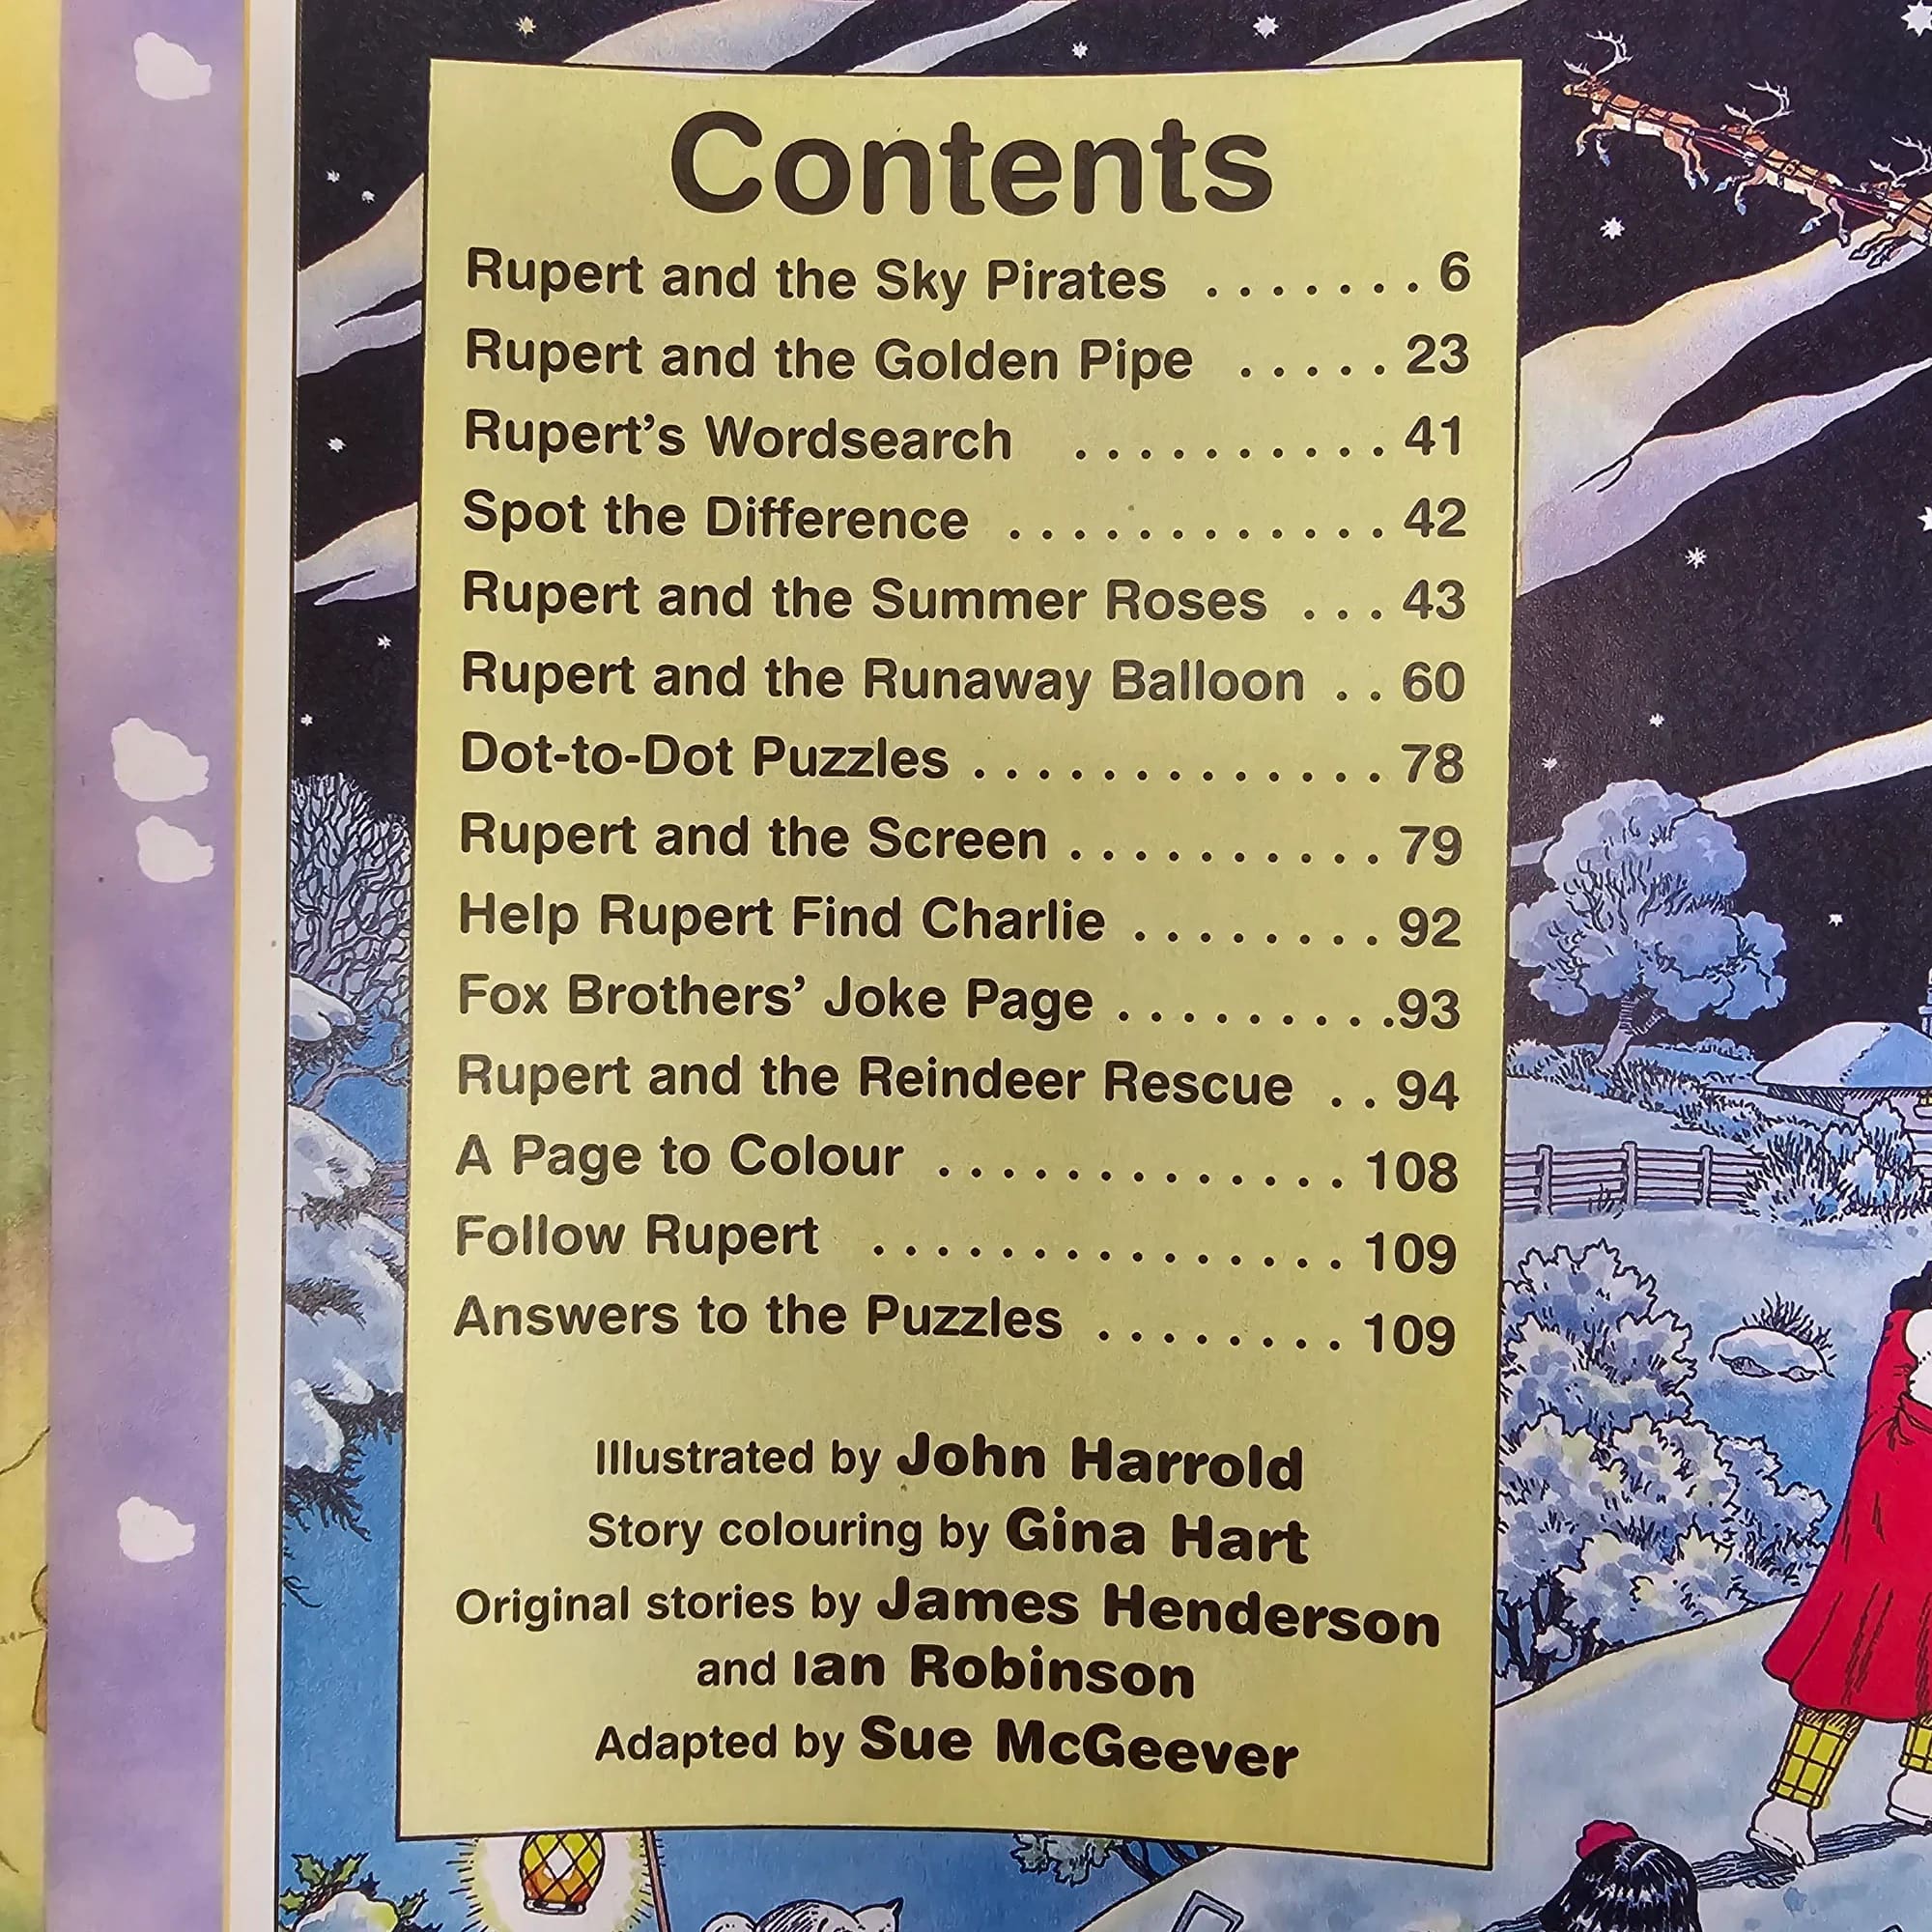 Contents
Rupert and the Sky Pirates . . . . . . . 6
Rupert and the Golden Pipe . . . . . 23
Rupert’s Wordsearch . . . . . . . . . . 41
Spot the Difference . . . . . . . . . . . . 42
Rupert and the Summer Roses . . . 43
Rupert and the Runaway Balloon . . 60
Dot-to-Dot Puzzles . . . . . . . . . . . . . 78
Rupert and the Screen . . . . . . . . . . 79
Help Rupert Find Charlie . . . . . . . . 92
Fox Brothers’ Joke Page . . . . . . . . .93
Rupert and the Reindeer Rescue . . 94
A Page to Colour . . . . . . . . . . . . . 108
Follow Rupert . . . . . . . . . . . . . . . 109
Answers to the Puzzles . . . . . . . . 109
Illustrated by John Harrold
Story colouring by Gina Hart
Original stories by James Henderson
and Ian Robinson
Adapted by Sue McGeever